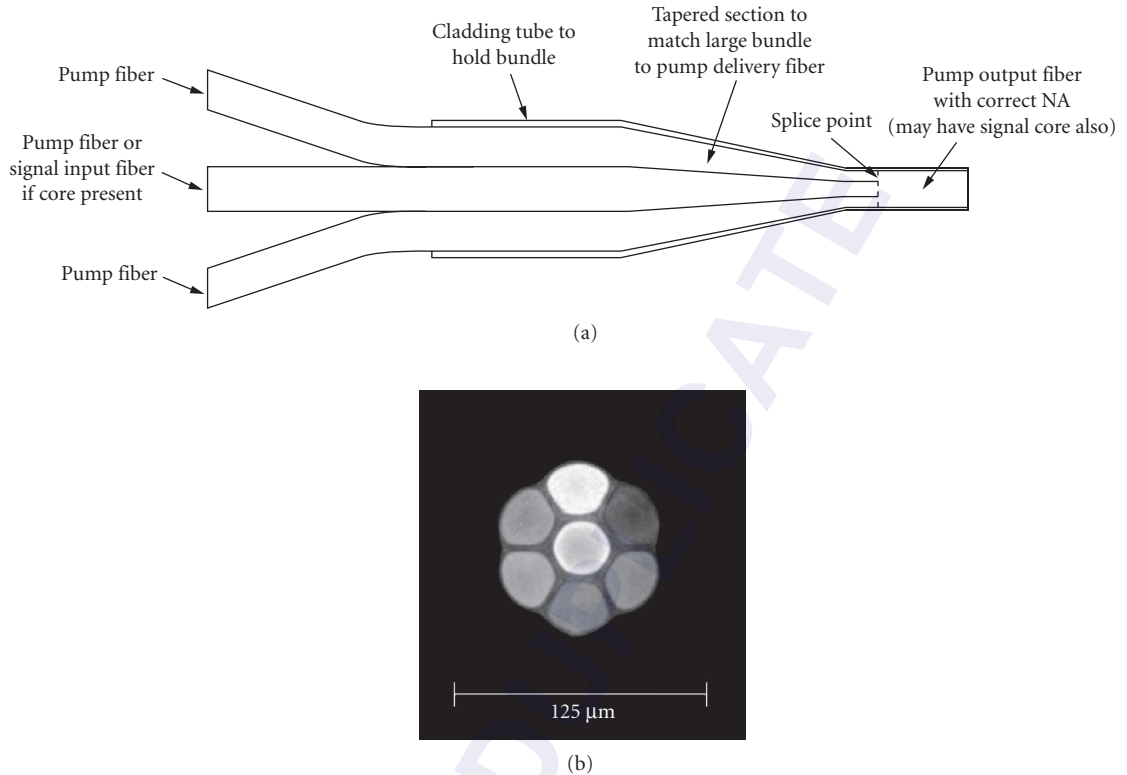 Cladding tube to
hold bundle
Tapered section to
match large bundle
to pump delivery fiber
Pump fiber
Pump output fiber
with correct NA
(may have signal core also)
Splice point
Pump fiber or
signal input fiber
if core present
Pump fiber
(a)
125 μm
(b)
DUPLICATE